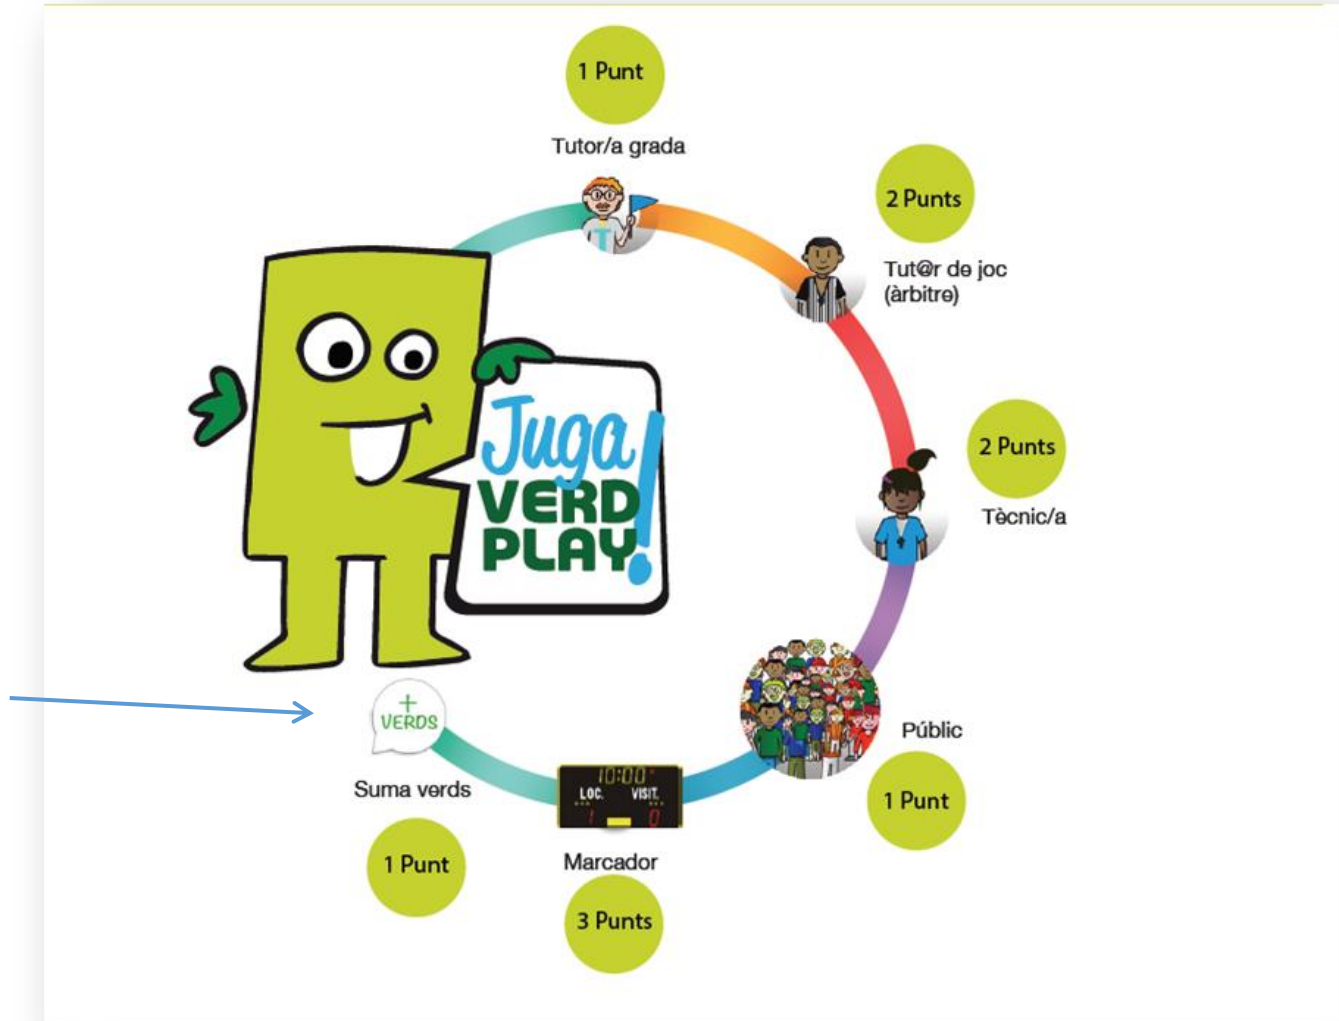 1 Punt
Tutor/a grada
2 Punts
Tut@r de joc
(àrbitre)
2 Punts
Tècnic/a
Juga
VERD
PLAY!
Públic
1 Punt
+
VERDS
Suma verds
1 Punt
10:00
LOC. VISIT.
1 0
Marcador
3 Punts